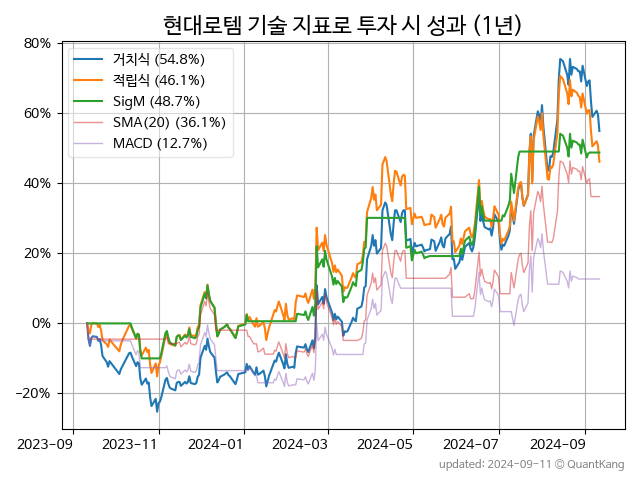 현대로템 기술 지표로 투자 시 성과 (1년)
80%
60%
40%
20%
0%
−20%
거치식 (54.8%)
적립식 (46.1%)
SigM (48.7%)
SMA(20) (36.1%)
MACD (12.7%)
2023-09
2023-11
2024-01
2024-03
2024-05
2024-07
2024-09
updated: 2024-09-11 ⓒ QuantKang